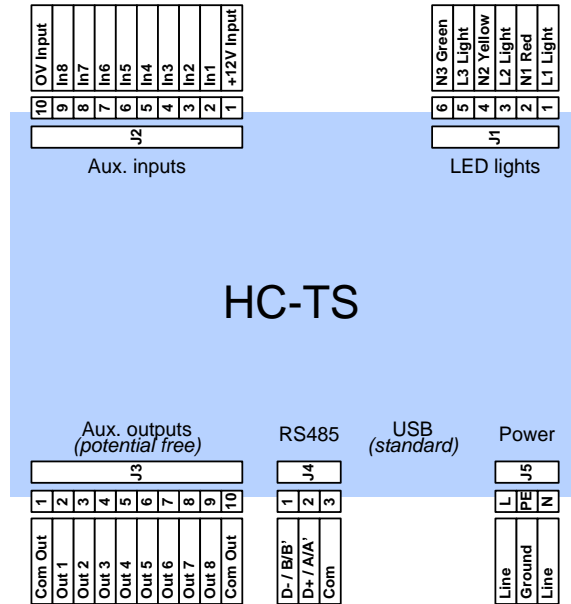 OV Input
In8
In7
In6
In5
In4
In3
In2
In1
+12V Input
10
9
8
7
6
5
4
3
2
1
J2
Aux. inputs
N3 Green
L3 Light
N2 Yellow
L2 Light
N1 Red
L1 Light
6
5
4
3
2
1
J1
LED lights
HC-TS
Aux. outputs
(potential free)
J3
1
2
3
4
5
6
7
8
9
10
Com Out
Out 1
Out 2
Out 3
Out 4
Out 5
Out 6
Out 7
Out 8
Com Out
RS485
J4
1
2
3
D- / B/B'
D+ / A/A'
Com
USB
(standard)
Power
J5
L
PE
N
Line
Ground
Line